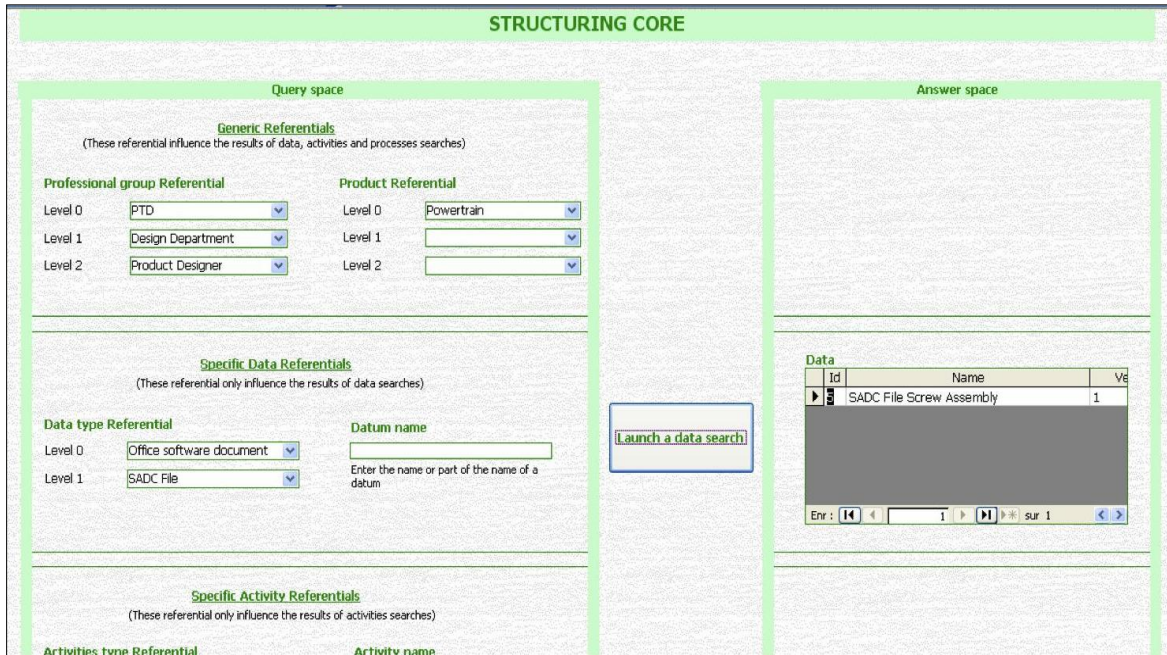 STRUCTURING CORE
Query space
Generic Referentials
(These referential influence the results of data, activities and processes searches)
Professional group Referential
Product Referential
Level 0 PTD
Level 0 Powertrain
Level 1 Design Department
Level 1
Level 2 Product Designer
Level 2
Specific Data Referentials
(These referential only influence the results of data searches)
Data type Referential
Datum name
Level 0 Office software document
Level 1 SADC File
Enter the name or part of the name of a
datum
Specific Activity Referentials
(These referential only influence the results of activities searches)
Activities type Referential
Activity name
Launch a data search
Answer space
Data
Id Name Ve
5 SADC File Screw Assembly 1
Enr : 1 sur 1